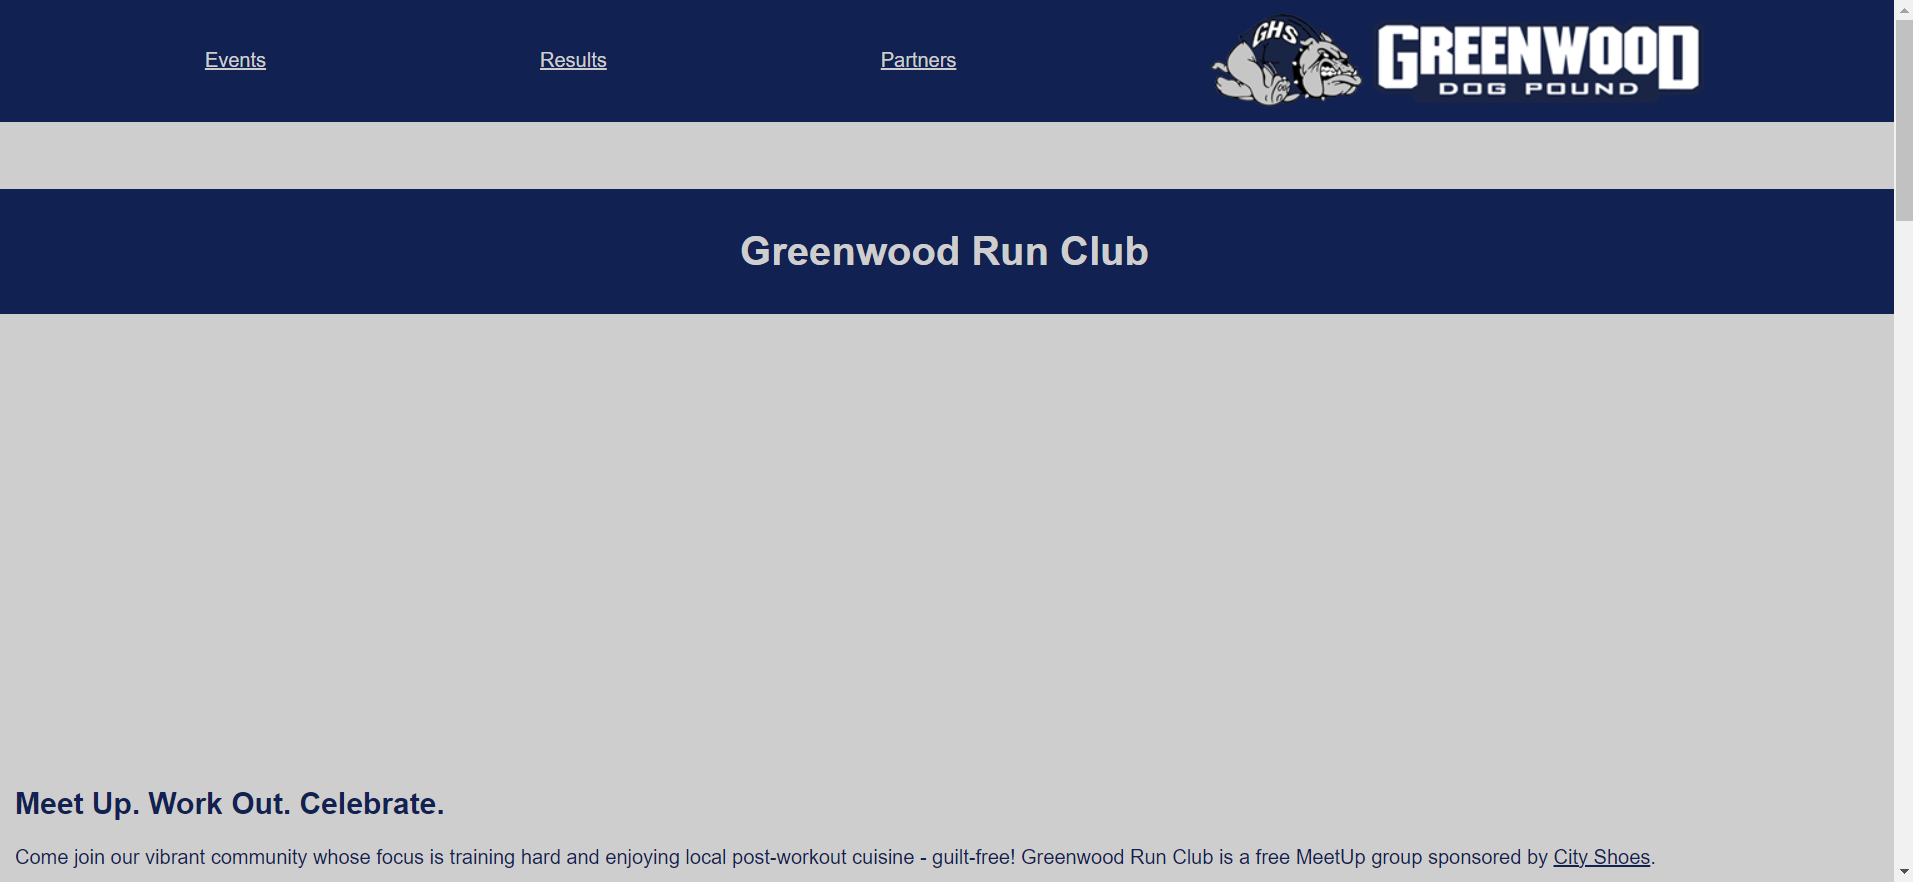 Events
Results
Partners
GHS
GREENWOOD
DOG POUND
Greenwood Run Club
Meet Up. Work Out. Celebrate.
Come join our vibrant community whose focus is training hard and enjoying local post-workout cuisine - guilt-free! Greenwood Run Club is a free MeetUp group sponsored by City Shoes.